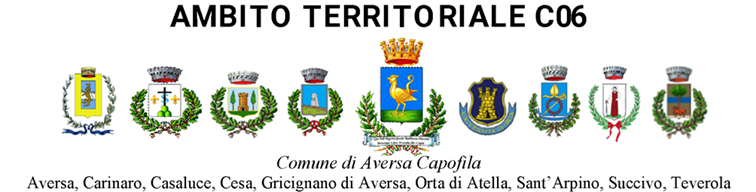 AMBITO TERRITORIALE C06
Comune di Aversa Capofila
Aversa, Carinaro, Casaluce, Cesa, Gricignano di Aversa, Orta di Atella, Sant’Arpino, Succivo, Teverola